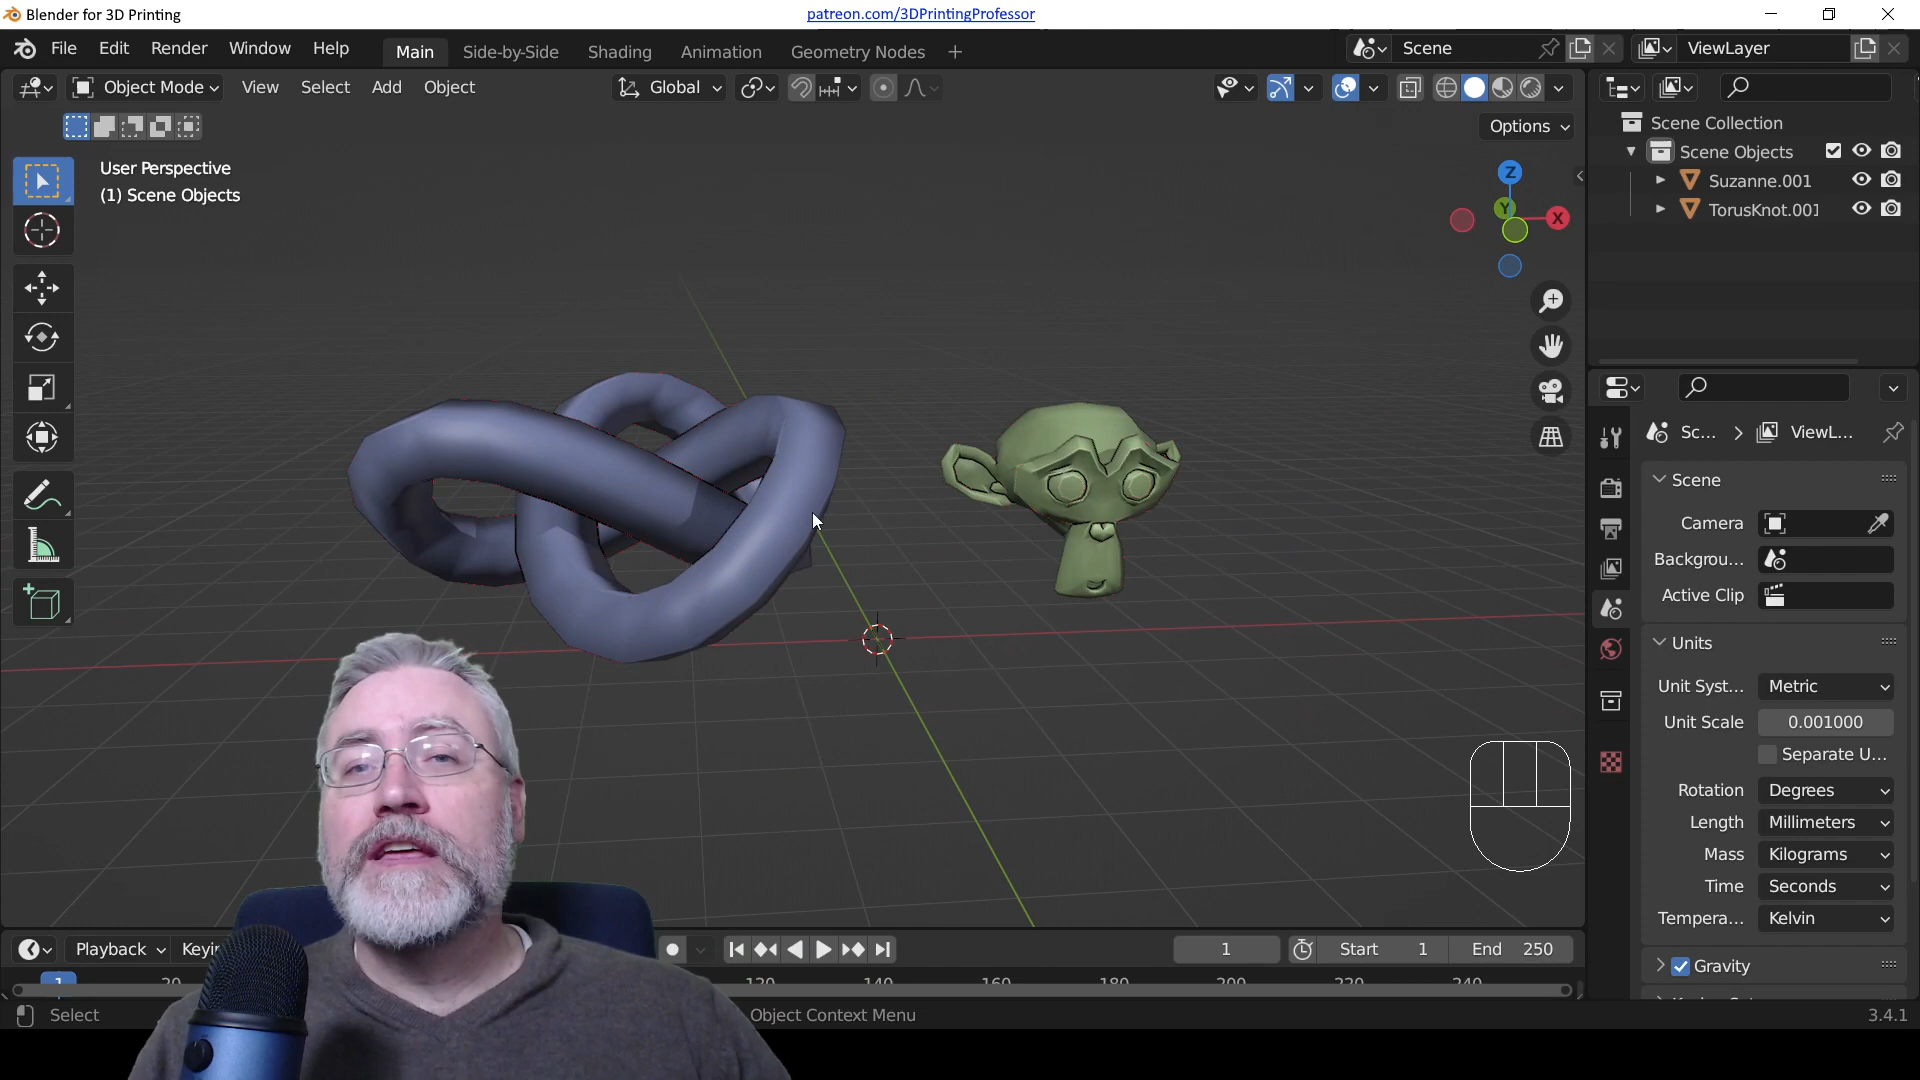 Blender for 3D Printing
patreon.com/3DPrintingProfessor
File Edit Render Window Help
Main Side-by-Side Shading Animation Geometry Nodes +
Scene
ViewLayer
Object Mode View Select Add Object
Global
Options
User Perspective
(1) Scene Objects
Z
Y
X
Scene Collection
Scene Objects
Suzanne.001
TorusKnot.001
Sc... ViewL...
Scene
Camera
Backgrou...
Active Clip
Units
Unit Syst... Metric
Unit Scale 0.001000
Separate U...
Rotation Degrees
Length Millimeters
Mass Kilograms
Time Seconds
Tempera... Kelvin
Gravity
Playback Keyin
1
Start 1
End 250
1 20 120 140 160 180 200 220 240
Select
Object Context Menu
3.4.1